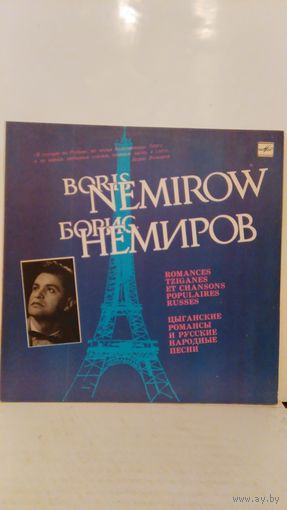 BORIS
NEMIROW
БОРИС
НЕМИРОВ
ROMANCES
TZIGANES
ET CHANSONS
POPULAIRES
RUSSES
ЦЫГАНСКИЕ
РОМАНСЫ
И РУССКИЕ
НАРОДНЫЕ
ПЕСНИ
www.ay.by